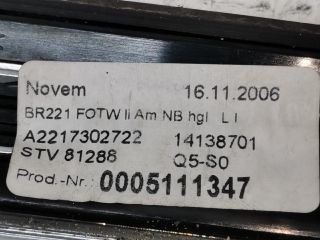 Novem 16.11.2006
BR221 FOTW li Am NB hgl L I
A2217302722 14138701
STV 81288 Q5-S0
Prod.-Nr.: 0005111347